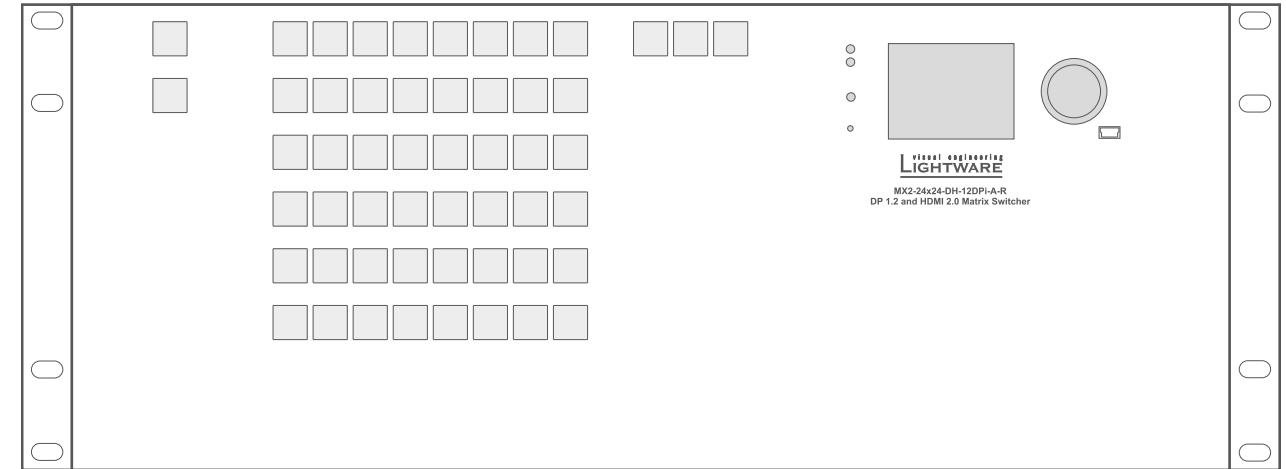 visual engineering
LIGHTWARE
MX2-24x24-DH-12DPi-A-R
DP 1.2 and HDMI 2.0 Matrix Switcher